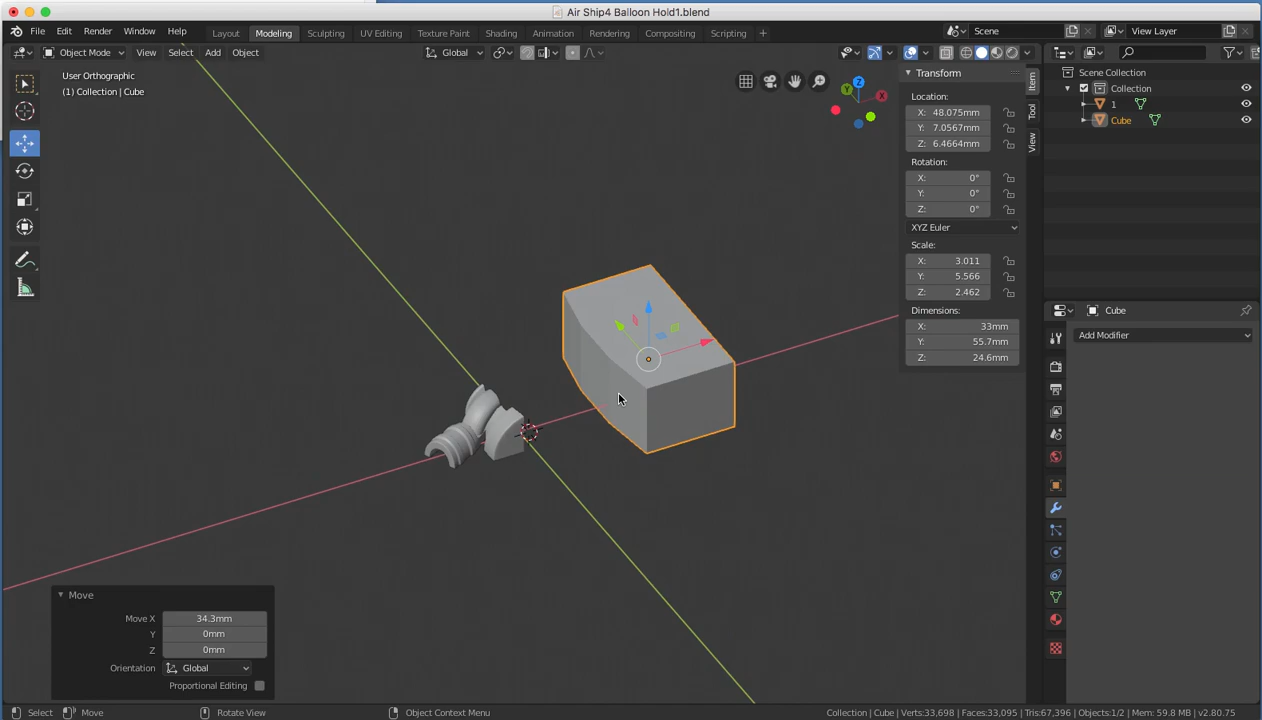 Air Ship4 Balloon Hold1.blend
File Edit Render Window Help Layout Modeling Sculpting UV Editing Texture Paint Shading Animation Rendering Compositing Scripting + Scene View Layer
Object Mode View Select Add Object Global
User Orthographic
(1) Collection | Cube
Transform
Location:
X: 48.075mm
Y: 7.0567mm
Z: 6.4664mm
Rotation:
X: 0°
Y: 0°
Z: 0°
XYZ Euler
Scale:
X: 3.011
Y: 5.566
Z: 2.462
Dimensions:
X: 33mm
Y: 55.7mm
Z: 24.6mm
Item
Tool
View
Z
Y
X
Scene Collection
Collection
1
Cube
Cube
Add Modifier
Move
Move X 34.3mm
Y 0mm
Z 0mm
Orientation Global
Proportional Editing
Select Move Rotate View Object Context Menu Collection | Cube | Verts:33,698 | Faces:33,095 | Tris:67,396 | Objects:1/2 | Mem: 59.8 MB | v2.80.75